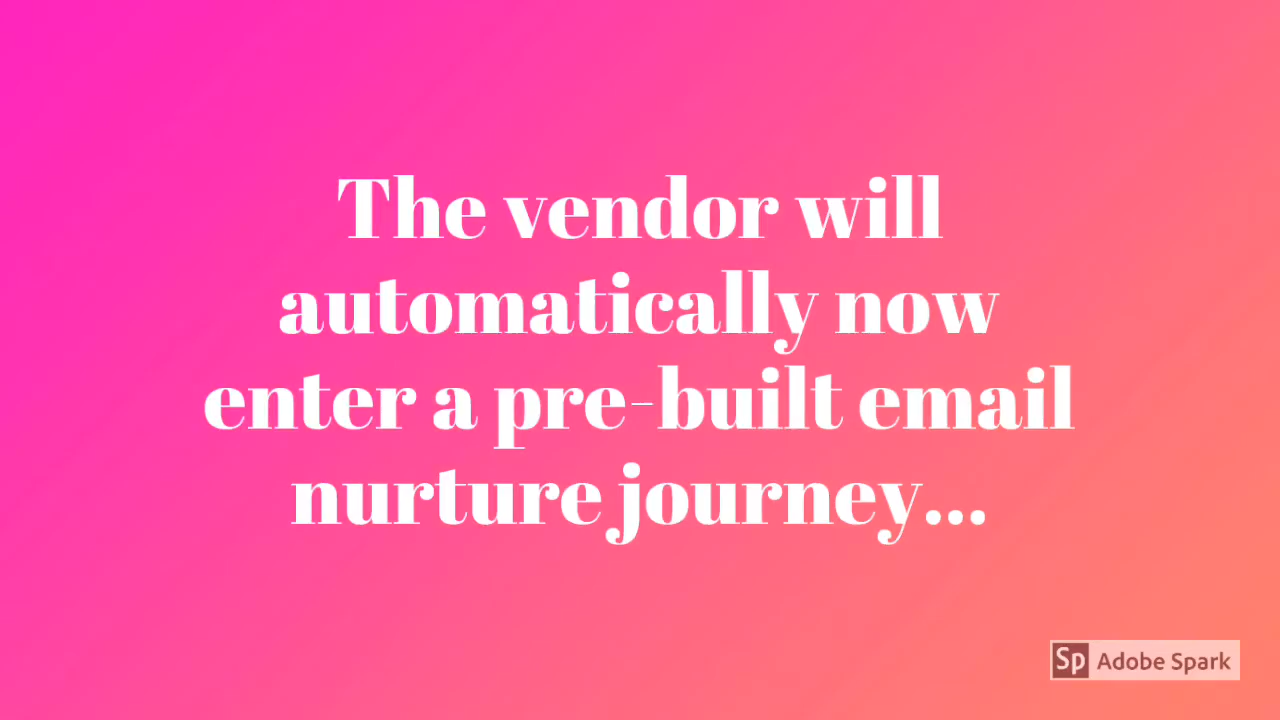 The vendor will
automatically now
enter a pre-built email
nurture journey...
Sp Adobe Spark